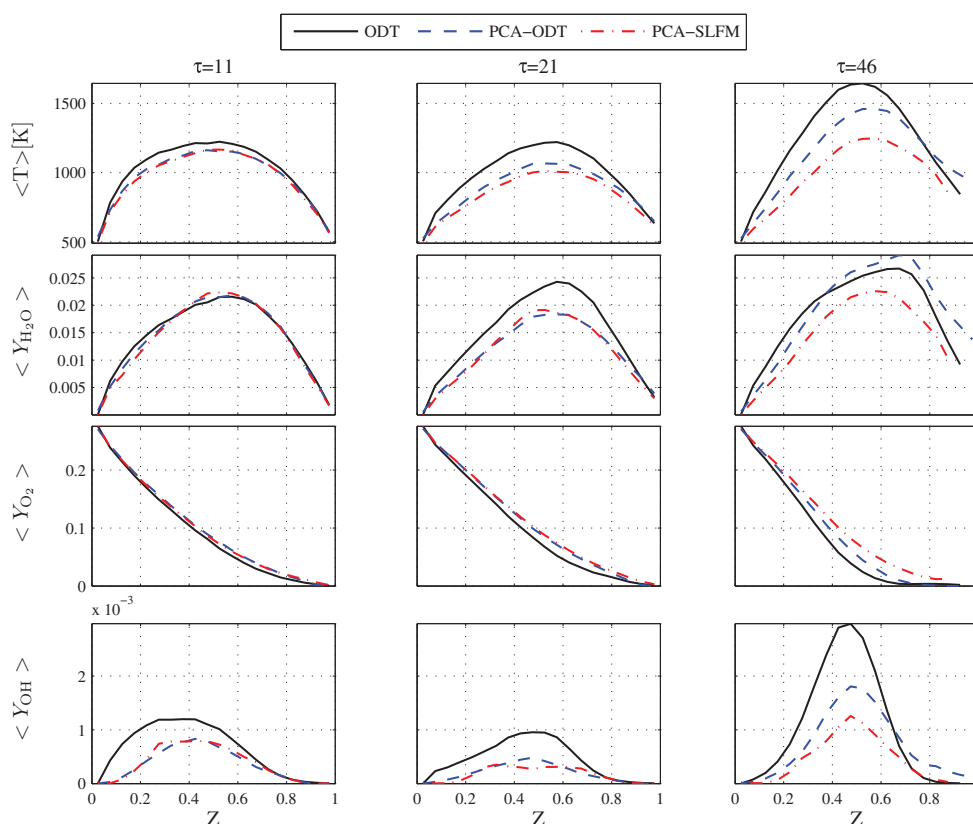 ODT PCA−ODT PCA−SLFM
τ=11 τ=21 τ=46
<T>[K]
1500
1000
500
< Y_H₂O >
0.025
0.02
0.015
0.01
0.005
< Y_O₂ >
0.2
0.1
0
x 10⁻³
< Y_OH >
2
1
0
0 0.2 0.4 0.6 0.8 1 0 0.2 0.4 0.6 0.8 1 0 0.2 0.4 0.6 0.8
Z Z Z